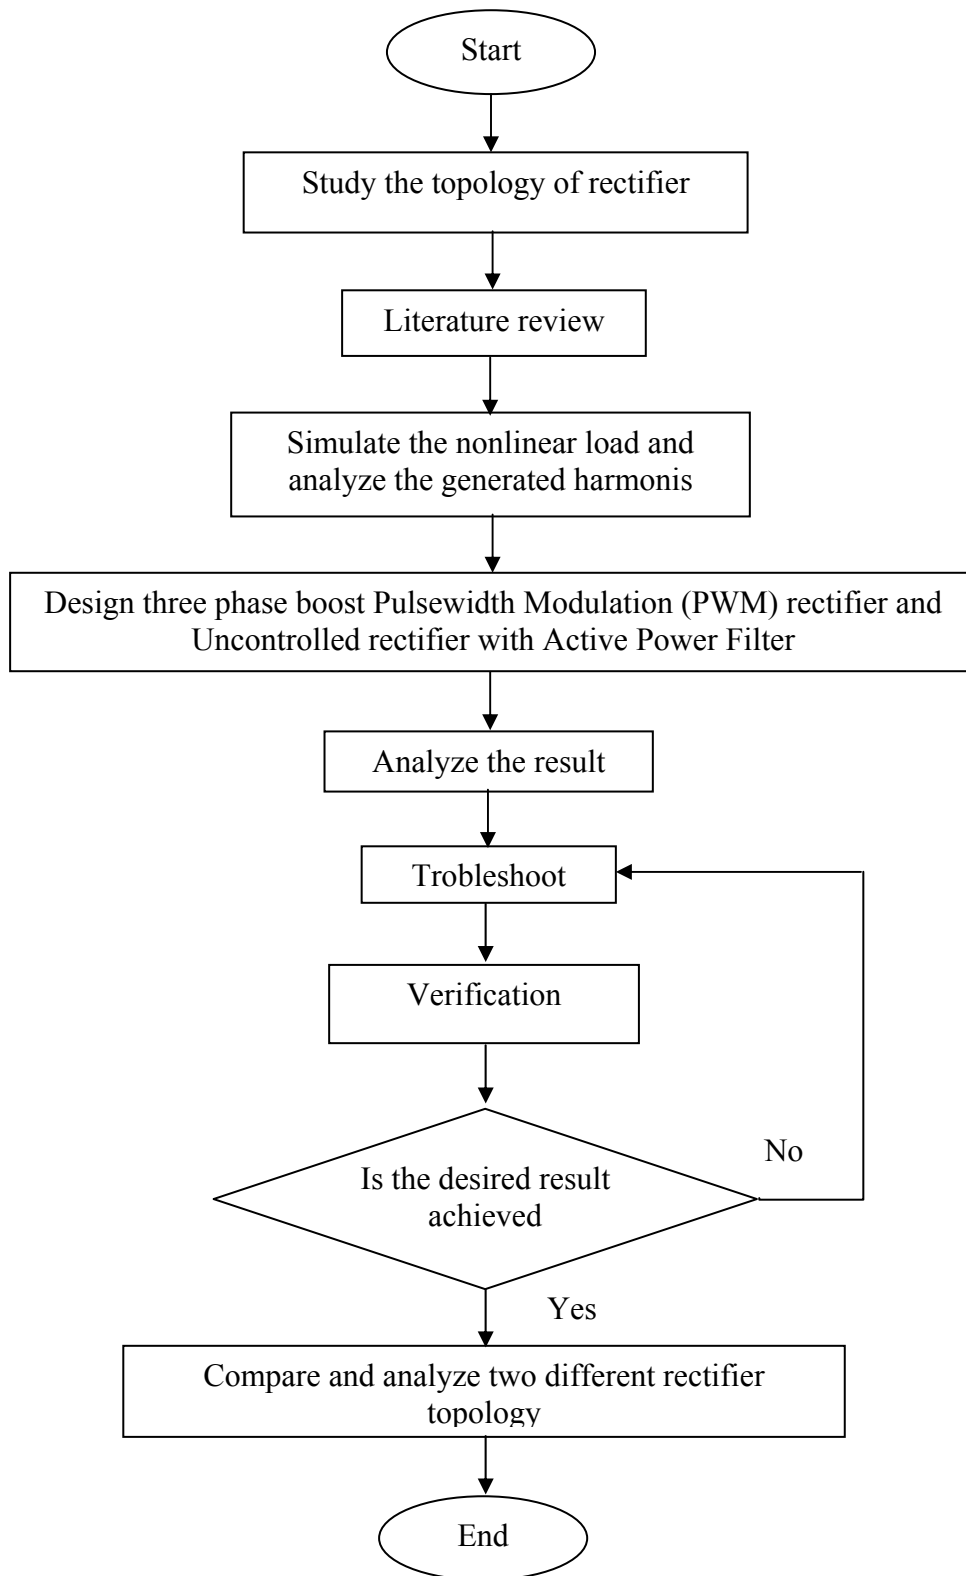 Start
Study the topology of rectifier
Literature review
Simulate the nonlinear load and
analyze the generated harmonis
Design three phase boost Pulsewidth Modulation (PWM) rectifier and
Uncontrolled rectifier with Active Power Filter
Analyze the result
Trobleshoot
Verification
Is the desired result
achieved
No
Yes
Compare and analyze two different rectifier
topology
End